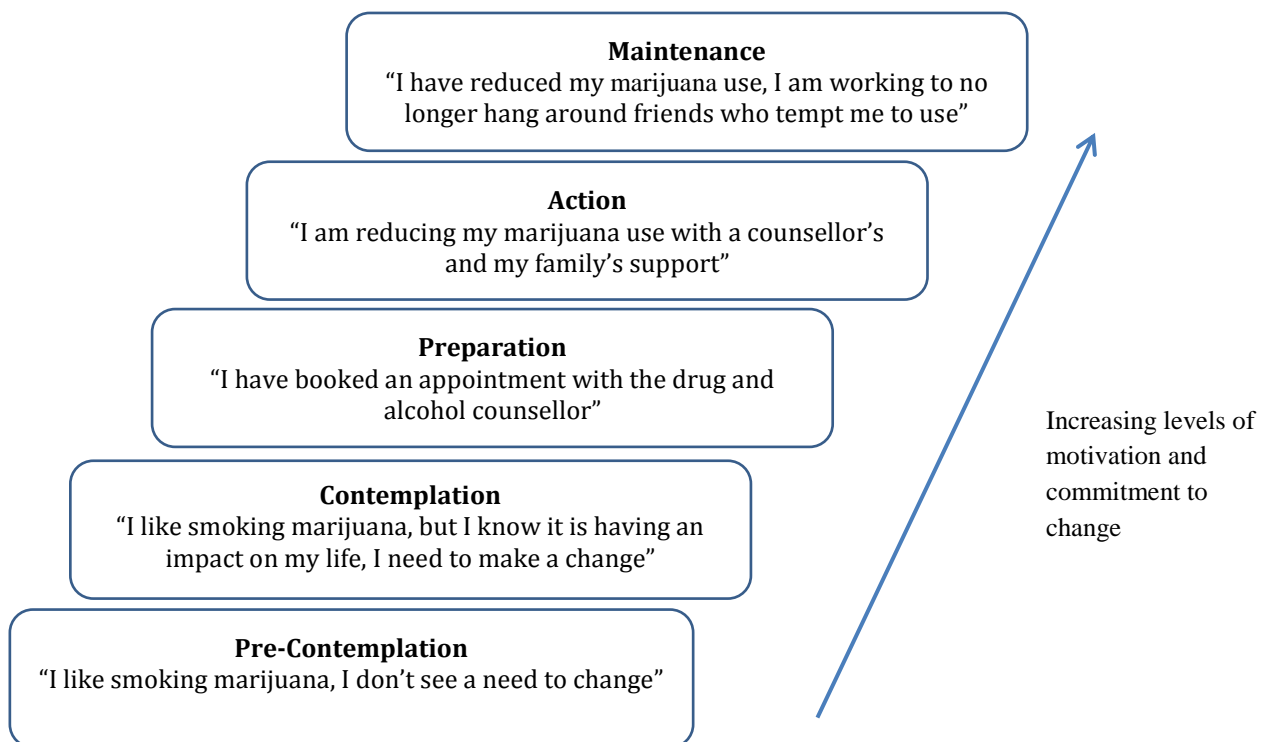 Maintenance
“I have reduced my marijuana use, I am working to no
longer hang around friends who tempt me to use”
Action
“I am reducing my marijuana use with a counsellor’s
and my family’s support”
Preparation
“I have booked an appointment with the drug and
alcohol counsellor”
Contemplation
“I like smoking marijuana, but I know it is having an
impact on my life, I need to make a change”
Pre-Contemplation
“I like smoking marijuana, I don’t see a need to change”
Increasing levels of
motivation and
commitment to
change